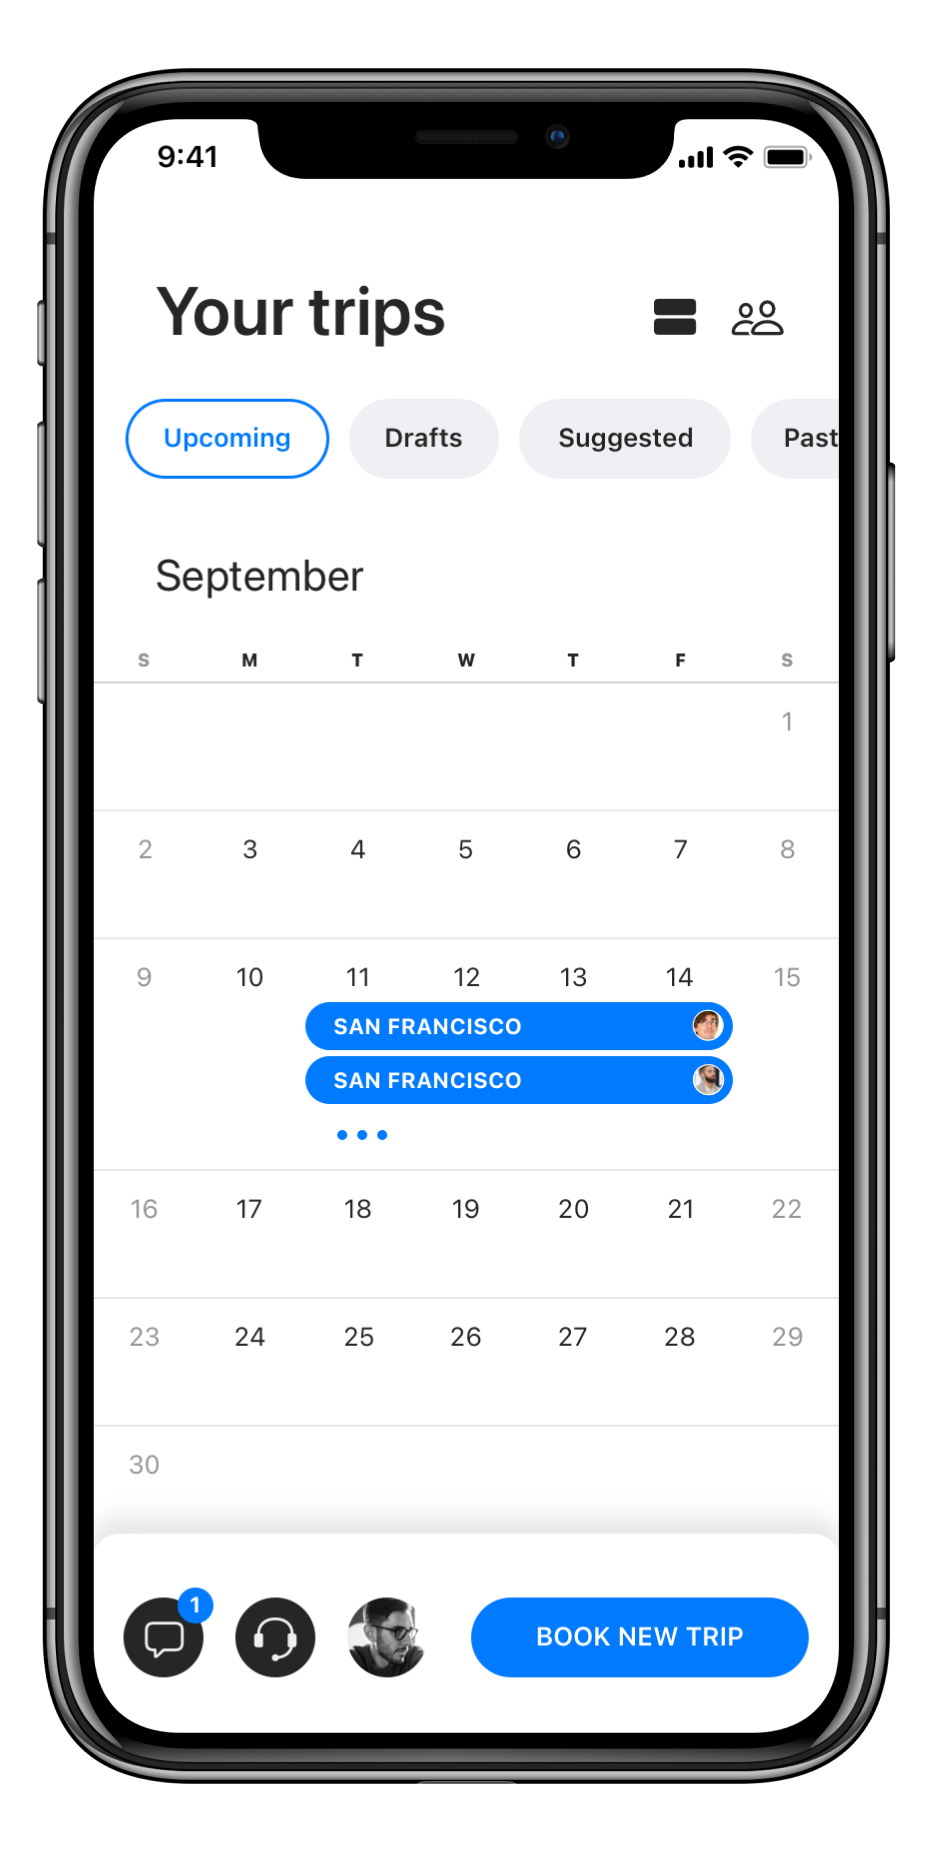 9:41
Your trips
Upcoming Drafts Suggested Past
September
S M T W T F S
1
2 3 4 5 6 7 8
9 10 11 12 13 14 15
SAN FRANCISCO
SAN FRANCISCO
16 17 18 19 20 21 22
23 24 25 26 27 28 29
30
1
BOOK NEW TRIP